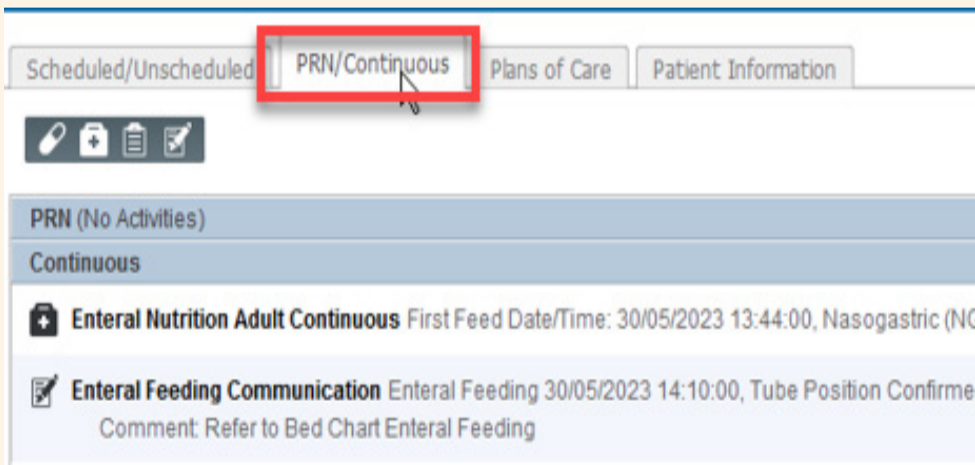 Scheduled/Unscheduled PRN/Continuous Plans of Care Patient Information
PRN (No Activities)
Continuous
Enteral Nutrition Adult Continuous First Feed Date/Time: 30/05/2023 13:44:00, Nasogastric (NG
Enteral Feeding Communication Enteral Feeding 30/05/2023 14:10:00, Tube Position Confirme
Comment: Refer to Bed Chart Enteral Feeding